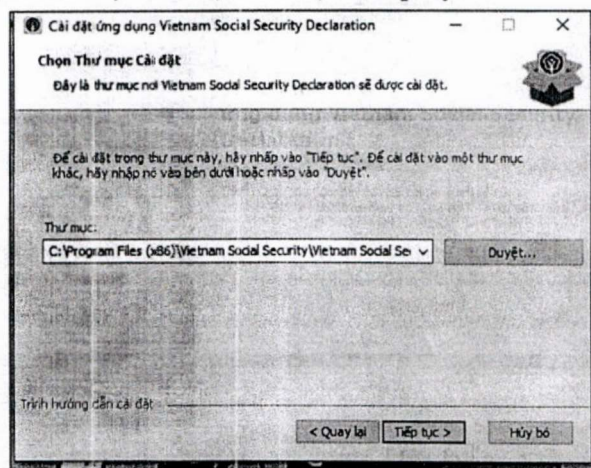 Cài đặt ứng dụng Vietnam Social Security Declaration
Chọn Thư mục Cài đặt
Đây là thư mục nơi Vietnam Social Security Declaration sẽ được cài đặt.
Để cài đặt trong thư mục này, hãy nhấp vào "Tiếp tục". Để cài đặt vào một thư mục
khác, hãy nhập nó vào bên dưới hoặc nhấp vào "Duyệt".
Thư mục:
C:\Program Files (x86)\Vietnam Social Security\Vietnam Social Se
Duyệt...
Trình hướng dẫn cài đặt
< Quay lại
Tiếp tục >
Hủy bỏ